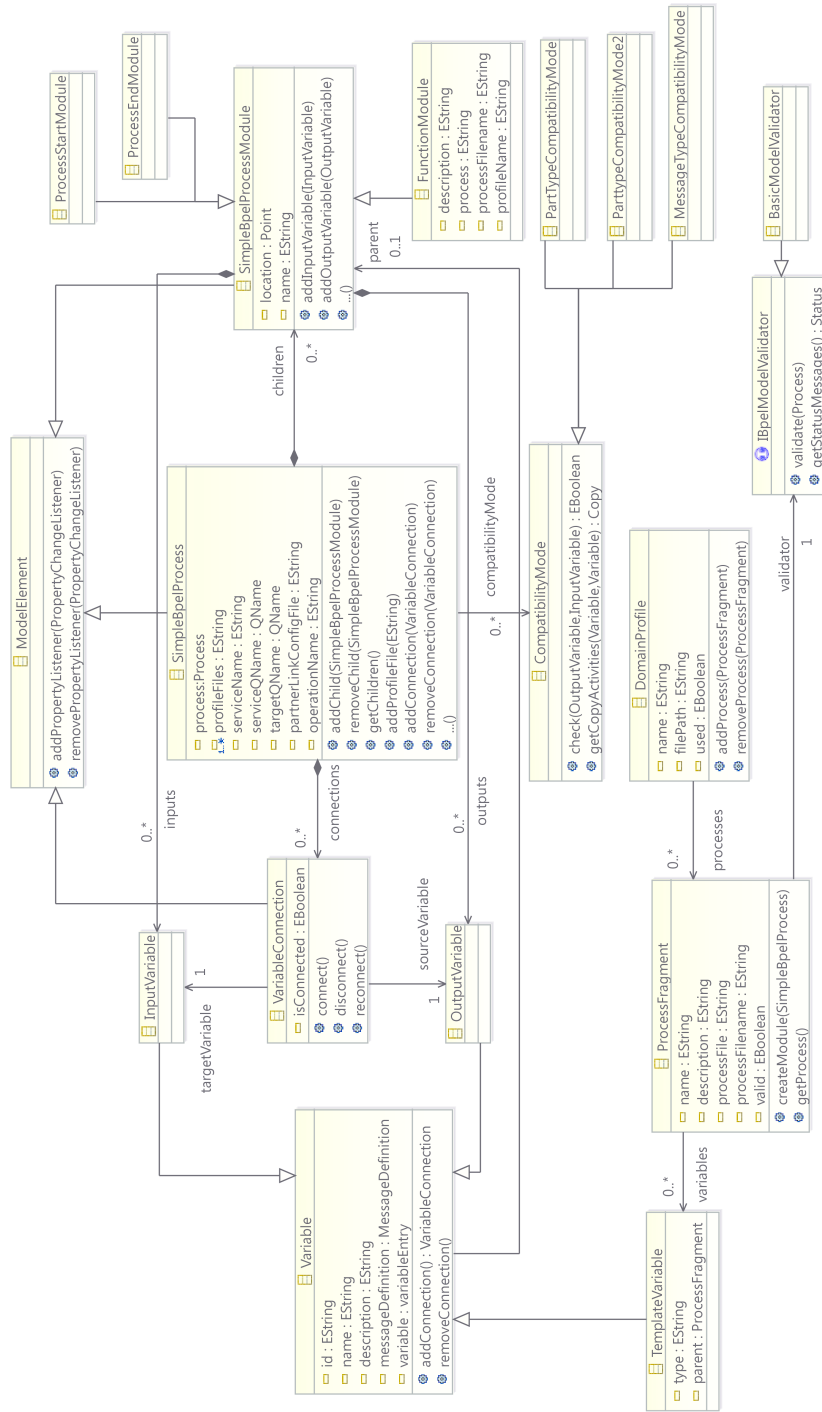 ModelElement
addPropertyListener(PropertyChangeListener)
removePropertyListener(PropertyChangeListener)
ProcessStartModule
ProcessEndModule
InputVariable
0..*
inputs
SimpleBpelProcess
process:Process
1..*
profileFiles : EString
serviceName : EString
serviceQName : QName
targetQName : QName
partnerLinkConfigFile : EString
operationName : EString
addChild(SimpleBpelProcessModule)
removeChild(SimpleBpelProcessModule)
getChildren()
addProfileFile(EString)
addConnection(VariableConnection)
removeConnection(VariableConnection)
...()
children
0..*
SimpleBpelProcessModule
location : Point
name : EString
addInputVariable(InputVariable)
addOutputVariable(OutputVariable)
...()
parent
0..1
targetVariable
1
VariableConnection
isConnected : EBoolean
connect()
disconnect()
reconnect()
0..*
connections
sourceVariable
1
OutputVariable
0..*
outputs
Variable
id : EString
name : EString
description : EString
messageDefinition : MessageDefinition
variable : variableEntry
addConnection() : VariableConnection
removeConnection()
FunctionModule
description : EString
process : EString
processFilename : EString
profileName : EString
compatibilityMode
0..*
CompatibilityMode
check(OutputVariable,InputVariable) : EBoolean
getCopyActivities(Variable,Variable) : Copy
PartTypeCompatibilityMode
ParttypeCompatibilityMode2
MessageTypeCompatibilityMode
TemplateVariable
type : EString
parent : ProcessFragment
0..*
variables
ProcessFragment
name : EString
description : EString
processFile : EString
processFilename : EString
valid : EBoolean
createModule(SimpleBpelProcess)
getProcess()
0..*
processes
DomainProfile
name : EString
filePath : EString
used : EBoolean
addProcess(ProcessFragment)
removeProcess(ProcessFragment)
validator
1
IBpelModelValidator
validate(Process)
getStatusMessages() : Status
BasicModelValidator